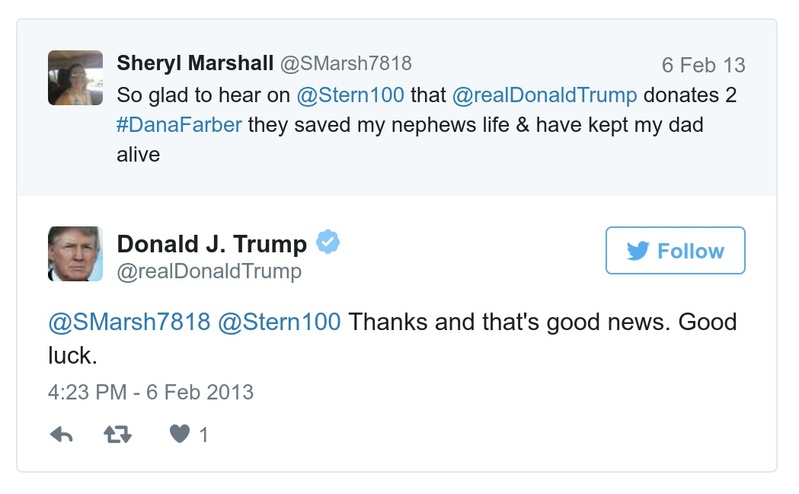 Sheryl Marshall @SMarsh7818 6 Feb 13
So glad to hear on @Stern100 that @realDonaldTrump donates 2
#DanaFarber they saved my nephews life & have kept my dad
alive
Donald J. Trump
@realDonaldTrump
Follow
@SMarsh7818 @Stern100 Thanks and that's good news. Good
luck.
4:23 PM - 6 Feb 2013
1